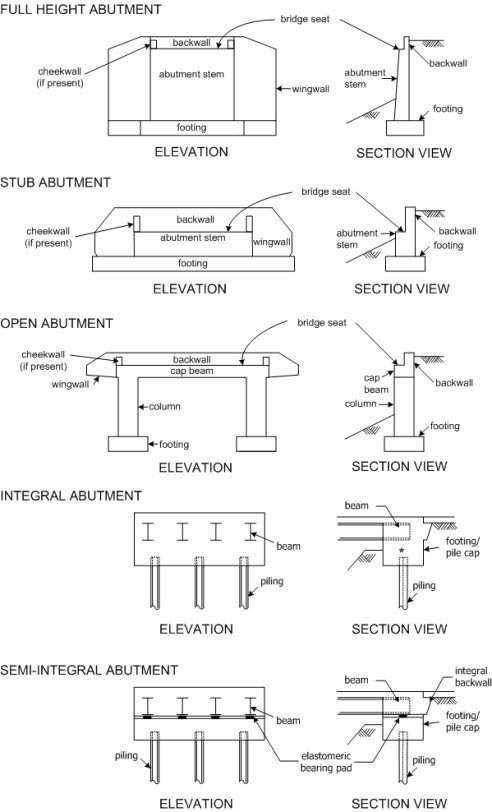 FULL HEIGHT ABUTMENT
bridge seat
backwall
cheekwall
(if present)
abutment stem
wingwall
footing
ELEVATION
backwall
abutment
stem
footing
SECTION VIEW
STUB ABUTMENT
bridge seat
backwall
cheekwall
(if present)
abutment stem
wingwall
footing
ELEVATION
abutment
stem
backwall
footing
SECTION VIEW
OPEN ABUTMENT
bridge seat
cheekwall
(if present)
backwall
cap beam
wingwall
column
footing
ELEVATION
cap
beam
backwall
column
footing
SECTION VIEW
INTEGRAL ABUTMENT
beam
piling
ELEVATION
beam
footing/
pile cap
*
piling
SECTION VIEW
SEMI-INTEGRAL ABUTMENT
beam
piling
elastomeric
bearing pad
ELEVATION
beam
integral
backwall
footing/
pile cap
piling
SECTION VIEW